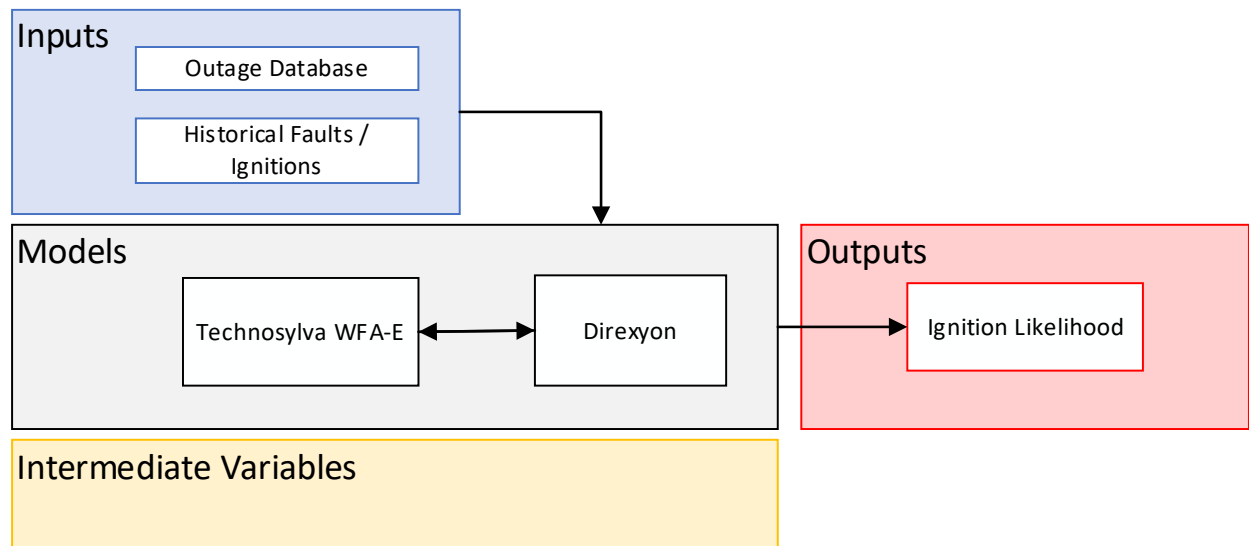 Inputs
Outage Database
Historical Faults /
Ignitions
Models
Technosylva WFA-E
Direxyon
Outputs
Ignition Likelihood
Intermediate Variables